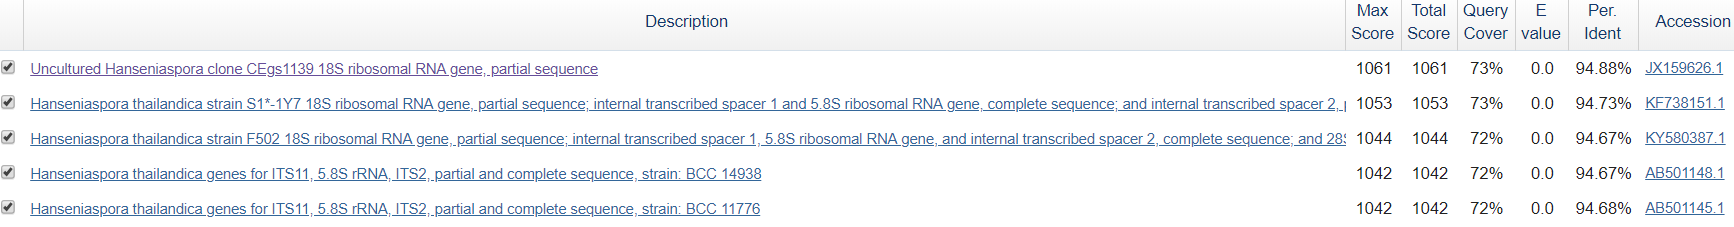 Description Max Score Total Score Query Cover E value Per. Ident Accession
Uncultured Hanseniaspora clone CEgs1139 18S ribosomal RNA gene, partial sequence 1061 1061 73% 0.0 94.88% JX159626.1
Hanseniaspora thailandica strain S1*-1Y7 18S ribosomal RNA gene, partial sequence; internal transcribed spacer 1 and 5.8S ribosomal RNA gene, complete sequence; and internal transcribed spacer 2, 1053 1053 73% 0.0 94.73% KF738151.1
Hanseniaspora thailandica strain F502 18S ribosomal RNA gene, partial sequence; internal transcribed spacer 1, 5.8S ribosomal RNA gene, and internal transcribed spacer 2, complete sequence; and 28S 1044 1044 72% 0.0 94.67% KY580387.1
Hanseniaspora thailandica genes for ITS11, 5.8S rRNA, ITS2, partial and complete sequence, strain: BCC 14938 1042 1042 72% 0.0 94.67% AB501148.1
Hanseniaspora thailandica genes for ITS11, 5.8S rRNA, ITS2, partial and complete sequence, strain: BCC 11776 1042 1042 72% 0.0 94.68% AB501145.1